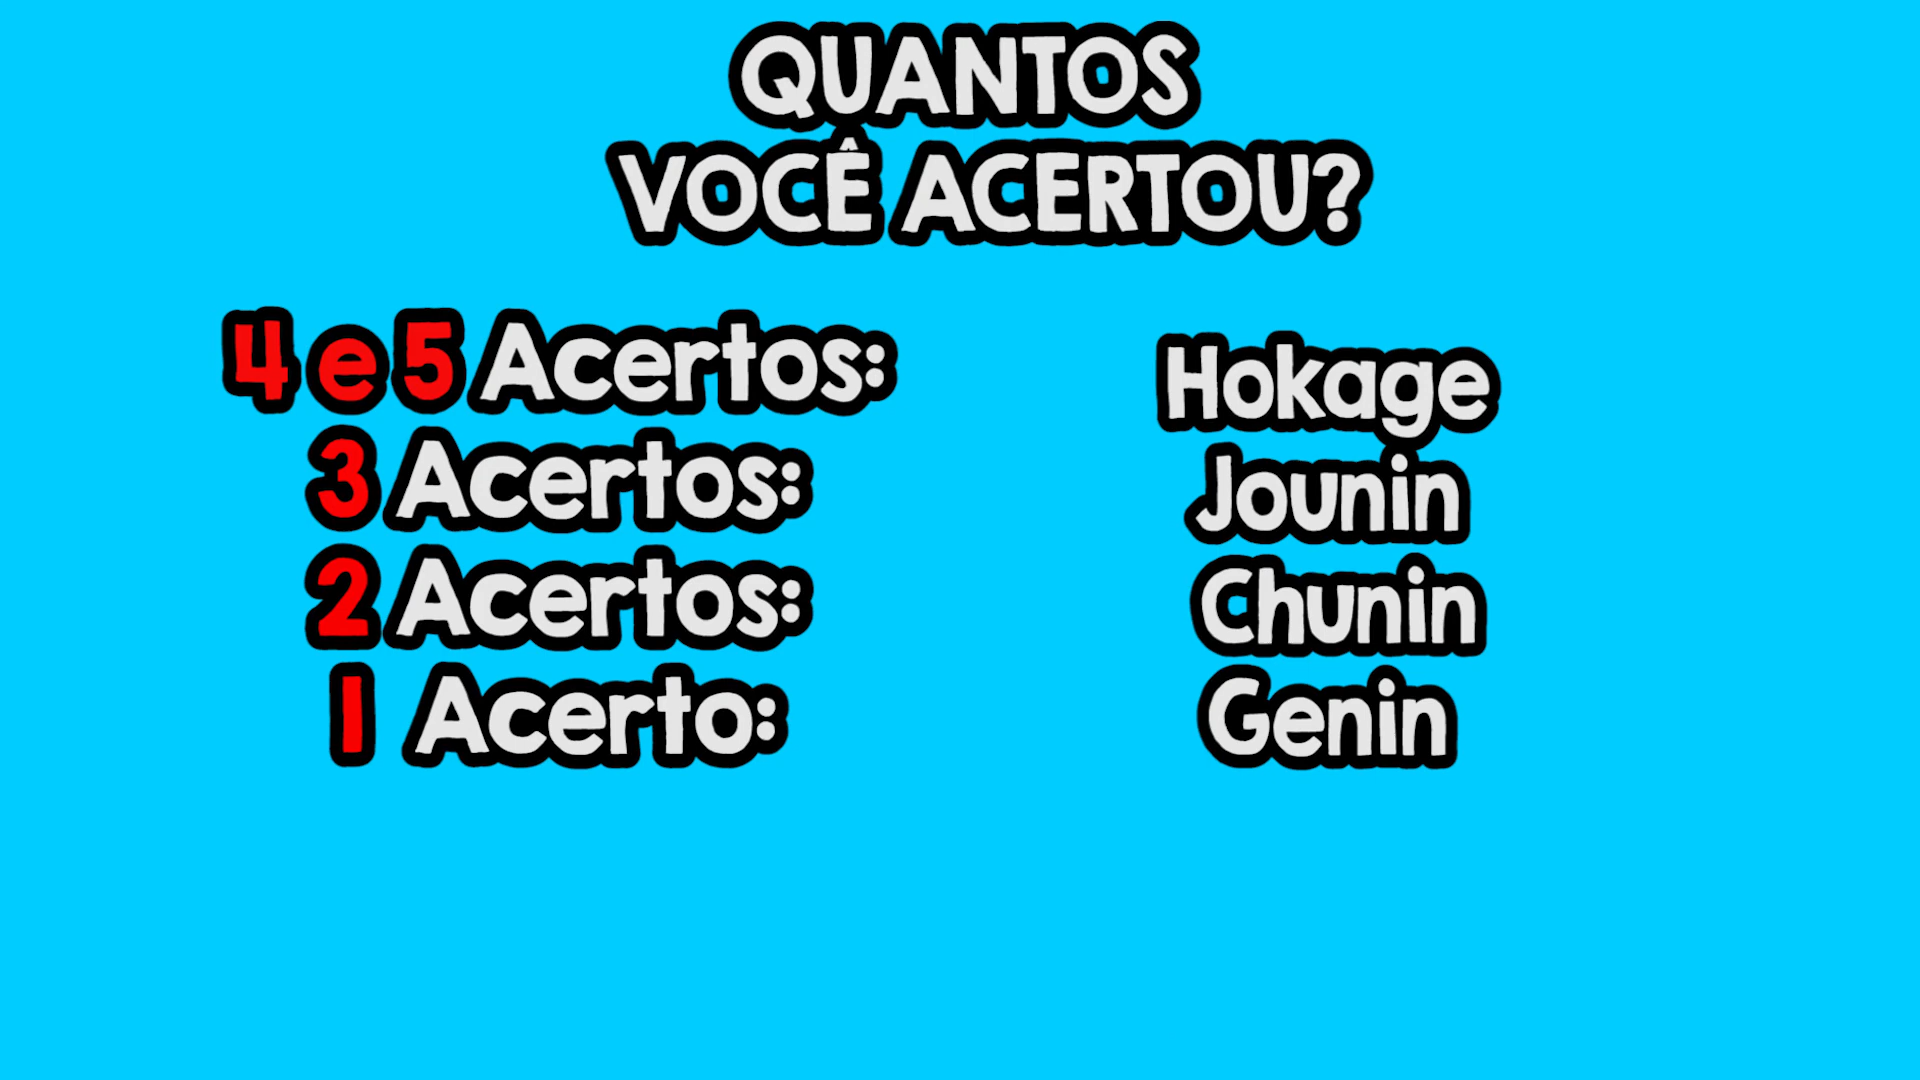 QUANTOS
VOCÊ ACERTOU?
4 e 5 Acertos: Hokage
3 Acertos: Jounin
2 Acertos: Chunin
1 Acerto: Genin